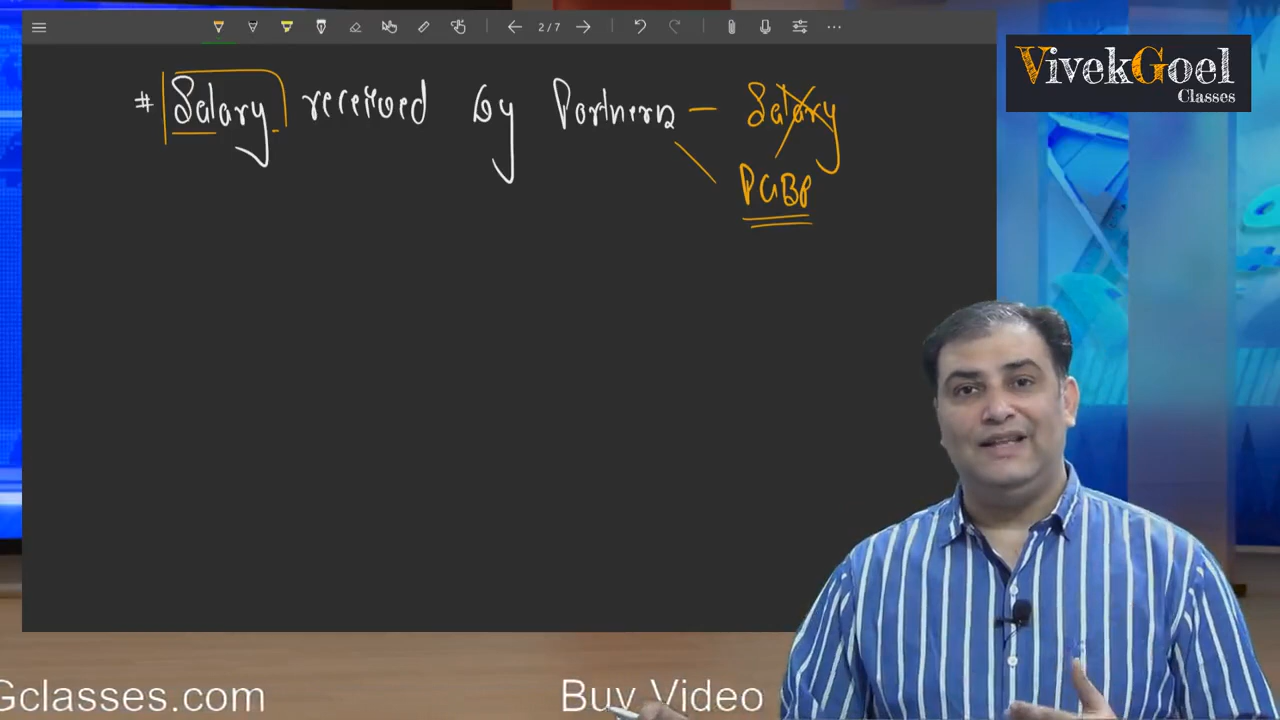 2/7
VivekGoel
Classes
# Salary received by Partners – Salary
PGBP
Gclasses.com
Buy Video